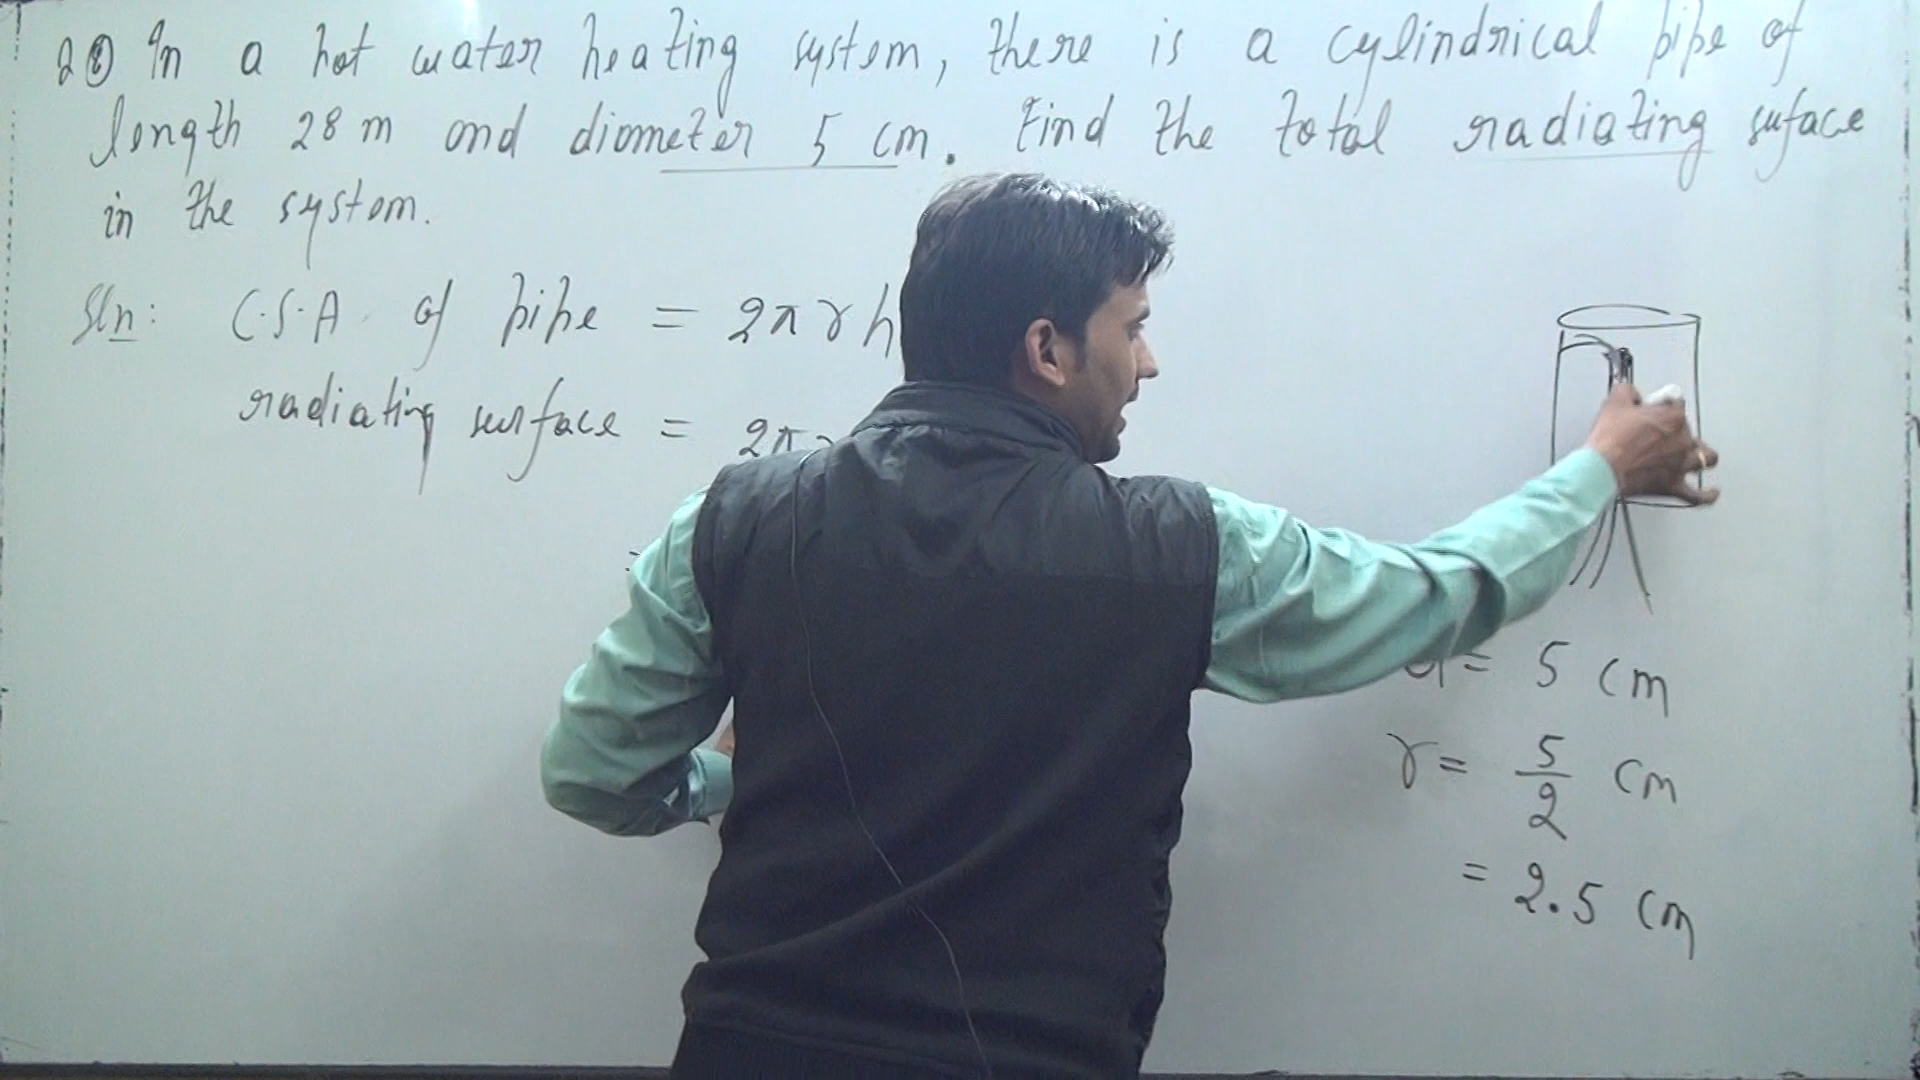 2⑧ In a hot water heating system, there is a cylindrical pipe of
length 28 m and diameter 5 cm. Find the total radiating suface
in the system.
Sln: C.S.A. of pipe = 2πrh
radiating surface = 2π
= 5 cm
r = 5/2 cm
= 2.5 cm